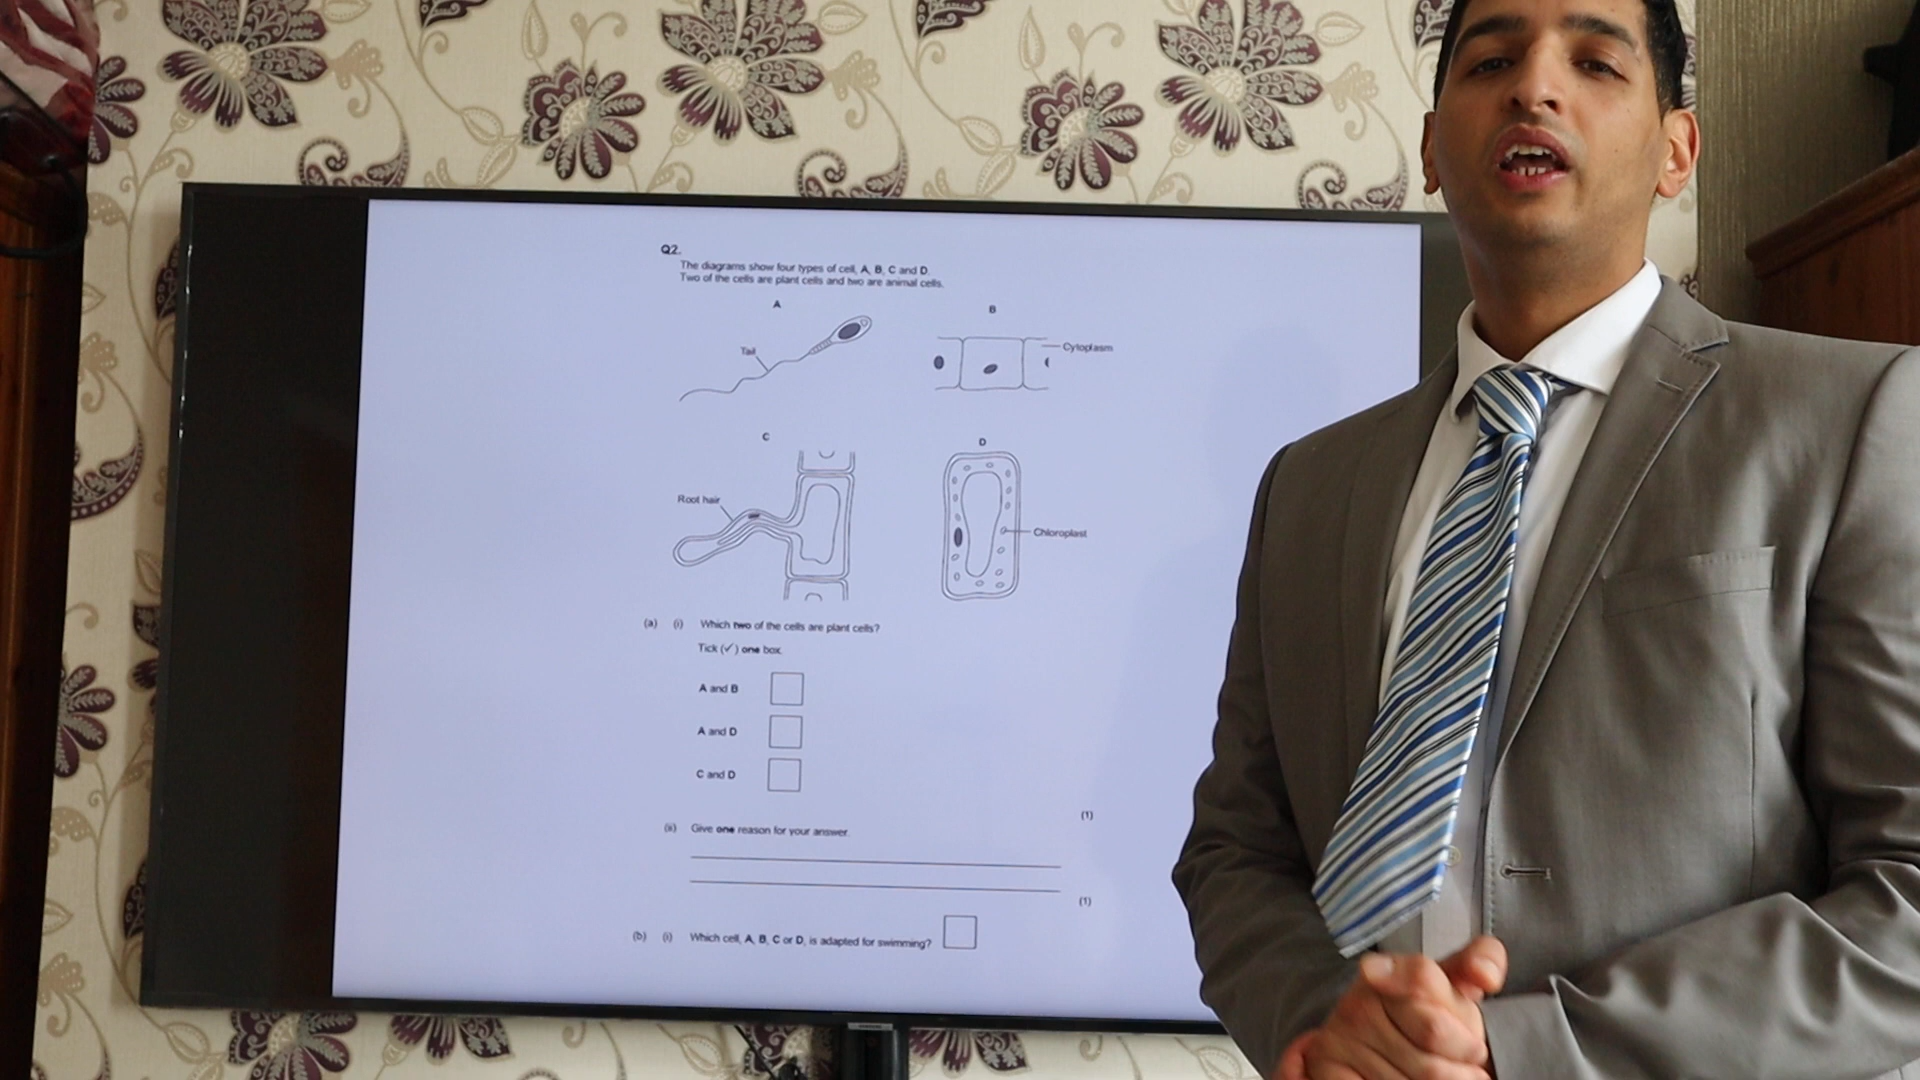 Q2.
The diagrams show four types of cell, A, B, C and D.
Two of the cells are plant cells and two are animal cells.
A
B
Tail
Cytoplasm
C
D
Root hair
Chloroplast
(a) (i) Which two of the cells are plant cells?
Tick (✓) one box.
A and B
A and D
C and D
(1)
(ii) Give one reason for your answer.
(1)
(b) (i) Which cell, A, B, C or D, is adapted for swimming?